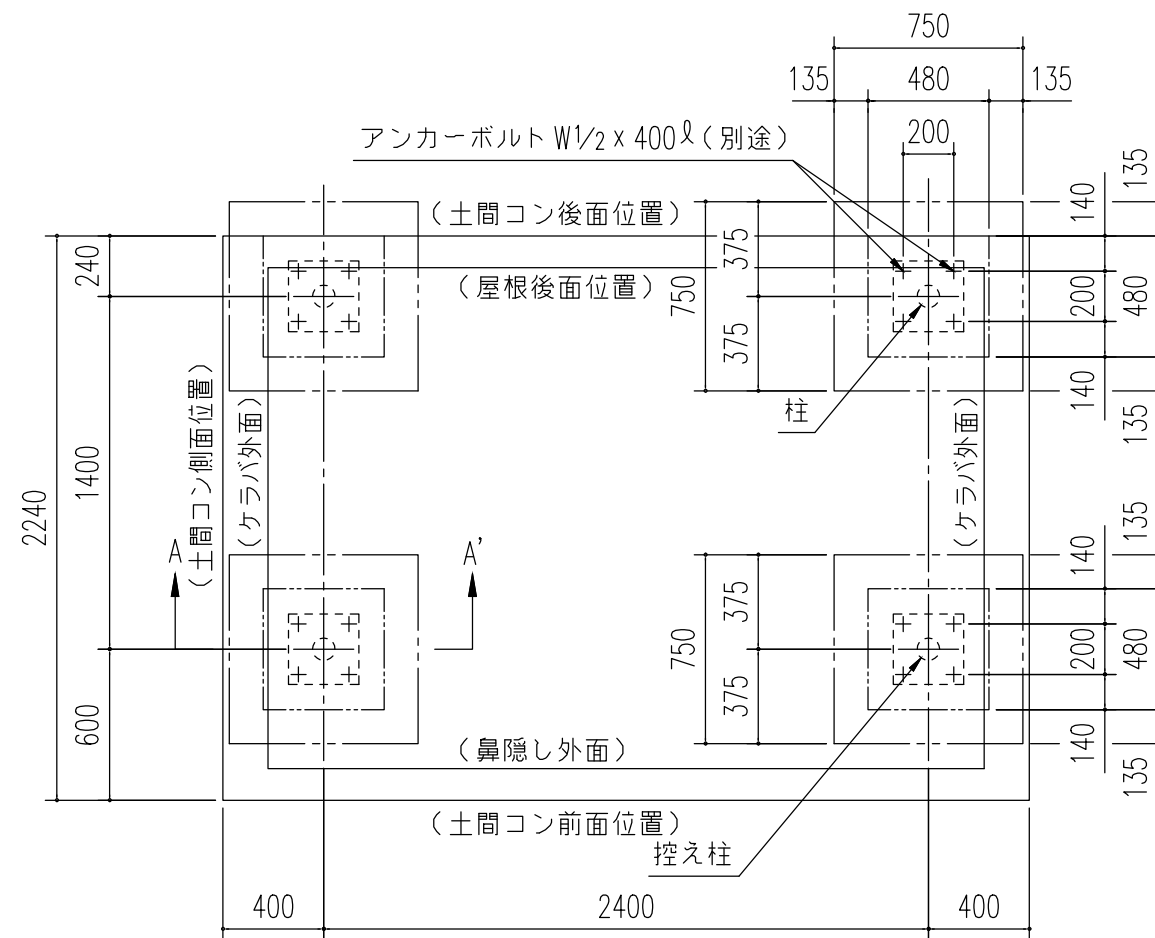 750
135
480
135
アンカーボルト W1/2 x 400ℓ（別途）
200
135
140
（土間コン後面位置）
375
240
（屋根後面位置）
750
200
480
375
（土間コン側面位置）
（ケラバ外面）
柱
140
135
1400
2240
（ケラバ外面）
A
A'
135
140
375
750
200
480
375
600
（鼻隠し外面）
140
135
（土間コン前面位置）
控え柱
400
2400
400